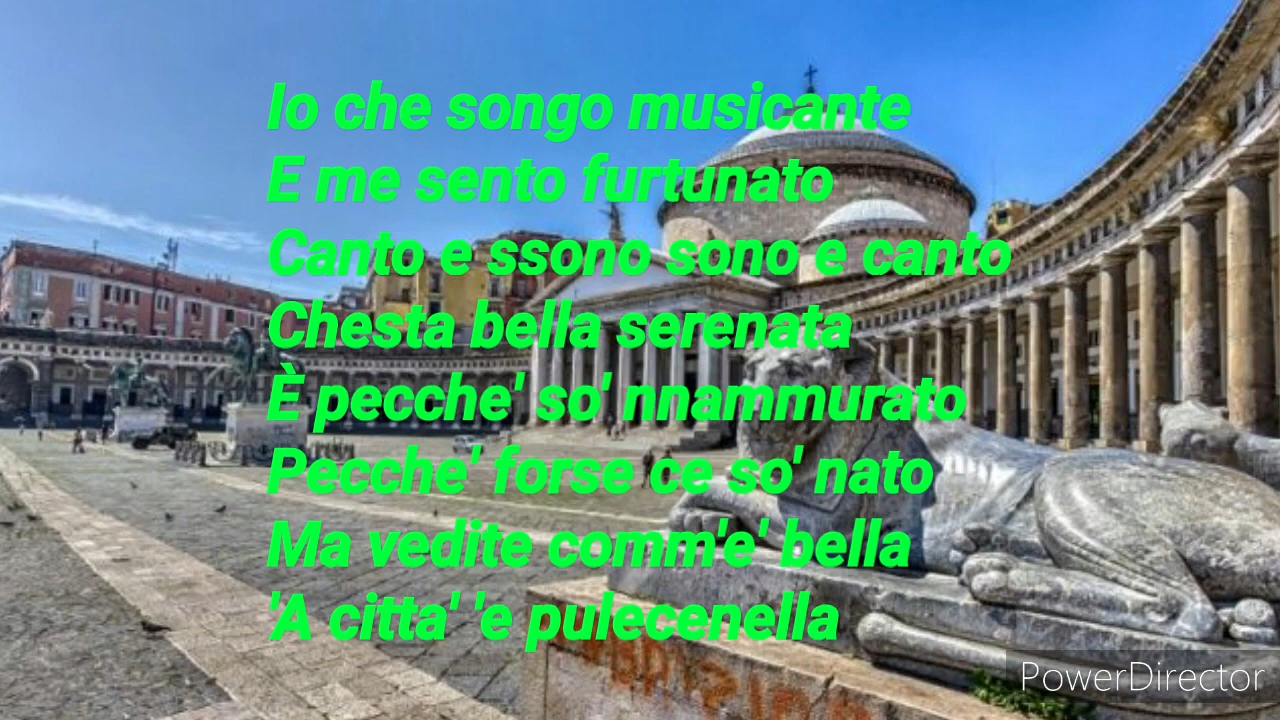 Io che songo musicante
E me sento furtunato
Canto e ssono sono e canto
Chesta bella serenata
È pecche' so' nnammurato
Pecche' forse ce so' nato
Ma vedite comm'e' bella
'A citta' 'e pulecenella
PowerDirector